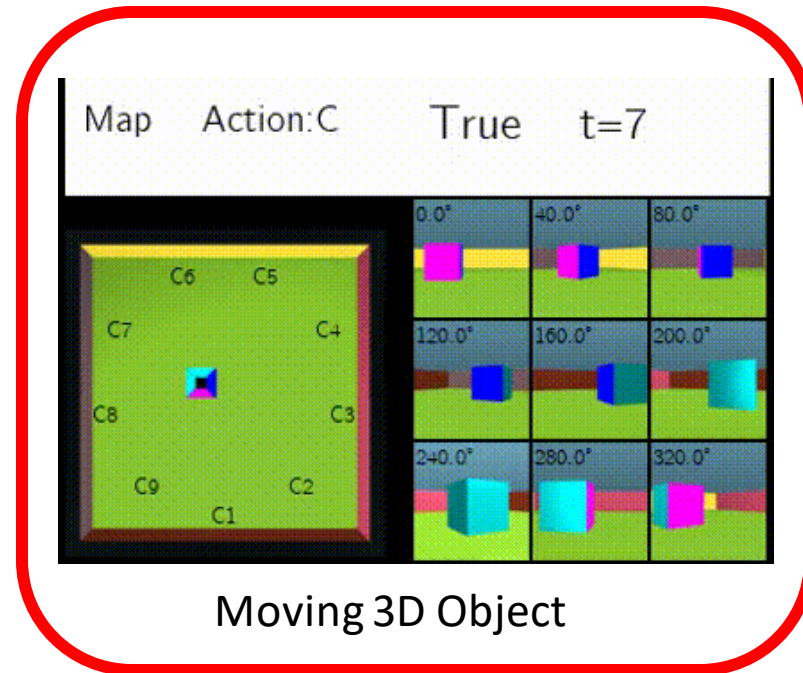 Map Action:C True t=7
0.0° 40.0° 80.0°
C6 C5
C7 C4
120.0° 160.0° 200.0°
C8 C3
240.0° 280.0° 320.0°
C9 C2
C1
Moving 3D Object